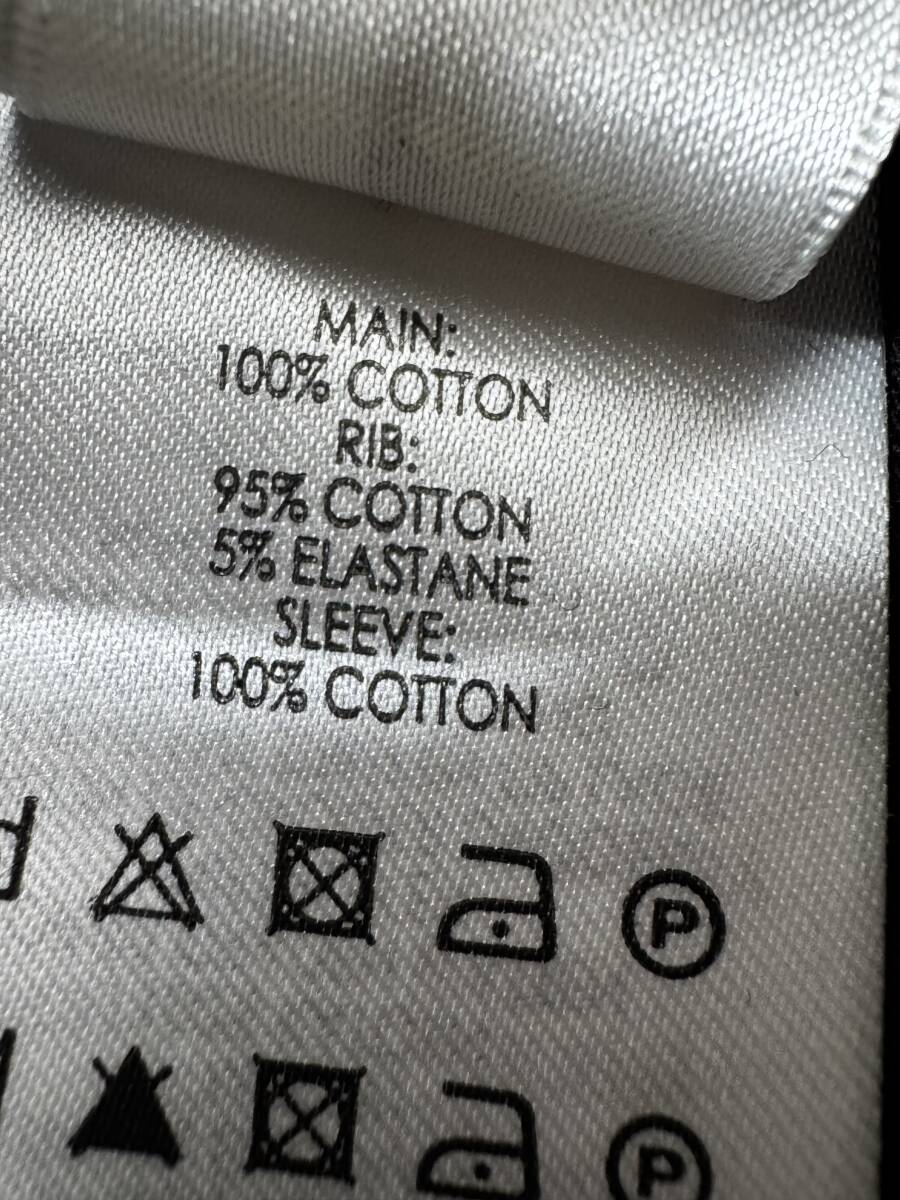 MAIN:
100% COTTON
RIB:
95% COTTON
5% ELASTANE
SLEEVE:
100% COTTON
P
P